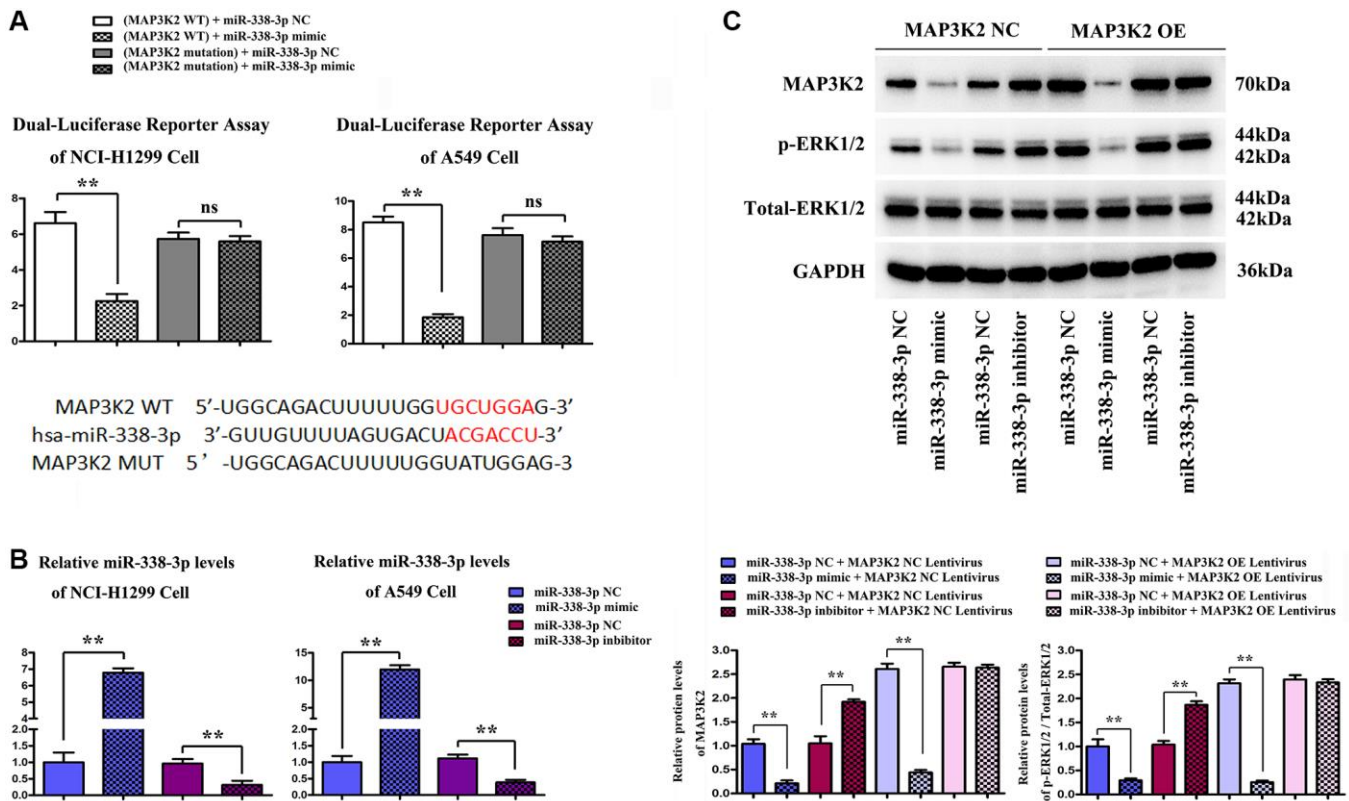 A
(MAP3K2 WT) + miR-338-3p NC
(MAP3K2 WT) + miR-338-3p mimic
(MAP3K2 mutation) + miR-338-3p NC
(MAP3K2 mutation) + miR-338-3p mimic
Dual-Luciferase Reporter Assay
of NCI-H1299 Cell
8
6
4
2
0
**
ns
Dual-Luciferase Reporter Assay
of A549 Cell
10
8
6
4
2
0
**
ns
MAP3K2 WT 5′-UGGCAGACUUUUUGGUGCUGGAG-3′
hsa-miR-338-3p 3′-GUUGUUUUAGUGACUACGACCU-3′
MAP3K2 MUT 5′-UGGCAGACUUUUUGGUAUGGAG-3
B
Relative miR-338-3p levels
of NCI-H1299 Cell
8
7
6
5
4
3
2
2.0
1.5
1.0
0.5
0.0
**
**
Relative miR-338-3p levels
of A549 Cell
15
10
5
2.0
1.5
1.0
0.5
0.0
**
**
miR-338-3p NC
miR-338-3p mimic
miR-338-3p NC
miR-338-3p inbibitor
C
MAP3K2 NC MAP3K2 OE
MAP3K2 70kDa
p-ERK1/2 44kDa
42kDa
Total-ERK1/2 44kDa
42kDa
GAPDH 36kDa
miR-338-3p NC
miR-338-3p mimic
miR-338-3p NC
miR-338-3p inhibitor
miR-338-3p NC
miR-338-3p mimic
miR-338-3p NC
miR-338-3p inhibitor
miR-338-3p NC + MAP3K2 NC Lentivirus
miR-338-3p mimic + MAP3K2 NC Lentivirus
miR-338-3p NC + MAP3K2 NC Lentivirus
miR-338-3p inbibitor + MAP3K2 NC Lentivirus
miR-338-3p NC + MAP3K2 OE Lentivirus
miR-338-3p mimic + MAP3K2 OE Lentivirus
miR-338-3p NC + MAP3K2 OE Lentivirus
miR-338-3p inbibitor + MAP3K2 OE Lentivirus
Relative protien levels
of MAP3K2
3.0
2.5
2.0
1.5
1.0
0.5
0.0
**
**
**
Relative protein levels
of p-ERK1/2 / Total-ERK1/2
3.0
2.5
2.0
1.5
1.0
0.5
0.0
**
**
**